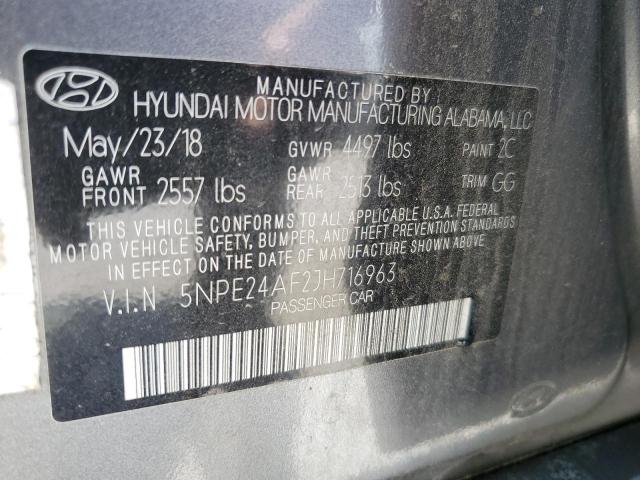 MANUFACTURED BY
HYUNDAI MOTOR MANUFACTURING ALABAMA, LLC
May/23/18 GVWR 4497 lbs PAINT 2C
GAWR FRONT 2557 lbs GAWR REAR 2513 lbs TRIM GG
THIS VEHICLE CONFORMS TO ALL APPLICABLE U.S.A. FEDERAL
MOTOR VEHICLE SAFETY, BUMPER, AND THEFT PREVENTION STANDARDS
IN EFFECT ON THE DATE OF MANUFACTURE SHOWN ABOVE.
V.I.N 5NPE24AF2JH716963
PASSENGER CAR